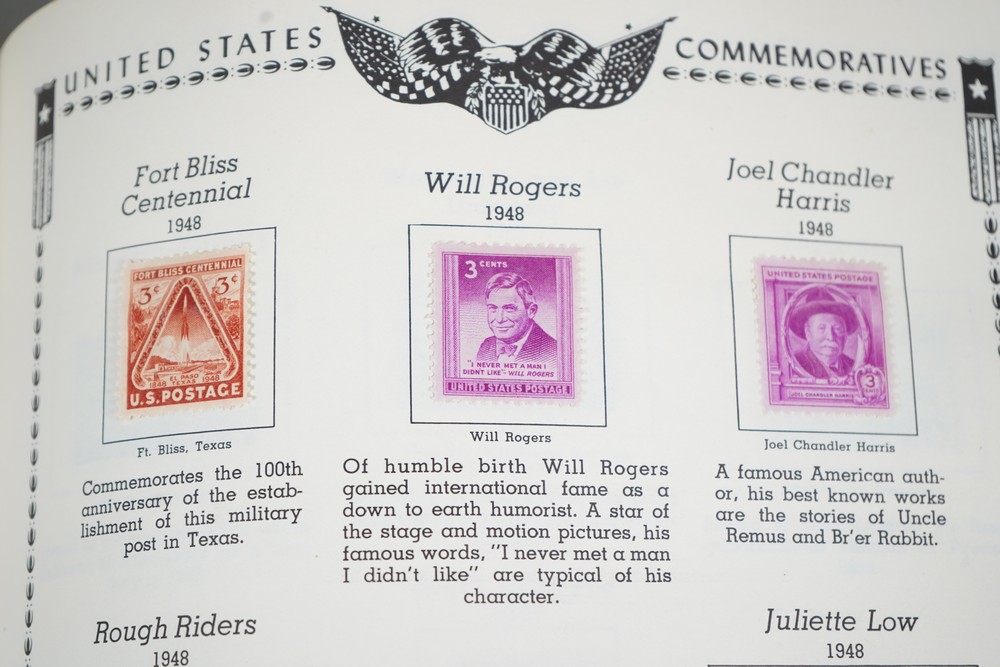 UNITED STATES
COMMEMORATIVES
Fort Bliss
Centennial
1948
FORT BLISS CENTENNIAL
3¢
3¢
EL PASO
1848 TEXAS 1948
U.S. POSTAGE
Ft. Bliss, Texas
Commemorates the 100th
anniversary of the estab-
lishment of this military
post in Texas.
Will Rogers
1948
3 CENTS
"I NEVER MET A MAN I
DIDN'T LIKE"-WILL ROGERS
UNITED STATES POSTAGE
Will Rogers
Of humble birth Will Rogers
gained international fame as a
down to earth humorist. A star of
the stage and motion pictures, his
famous words, "I never met a man
I didn't like" are typical of his
character.
Joel Chandler
Harris
1948
UNITED STATES POSTAGE
3
CENTS
JOEL CHANDLER HARRIS
Joel Chandler Harris
A famous American auth-
or, his best known works
are the stories of Uncle
Remus and Br'er Rabbit.
Rough Riders
1948
Juliette Low
1948